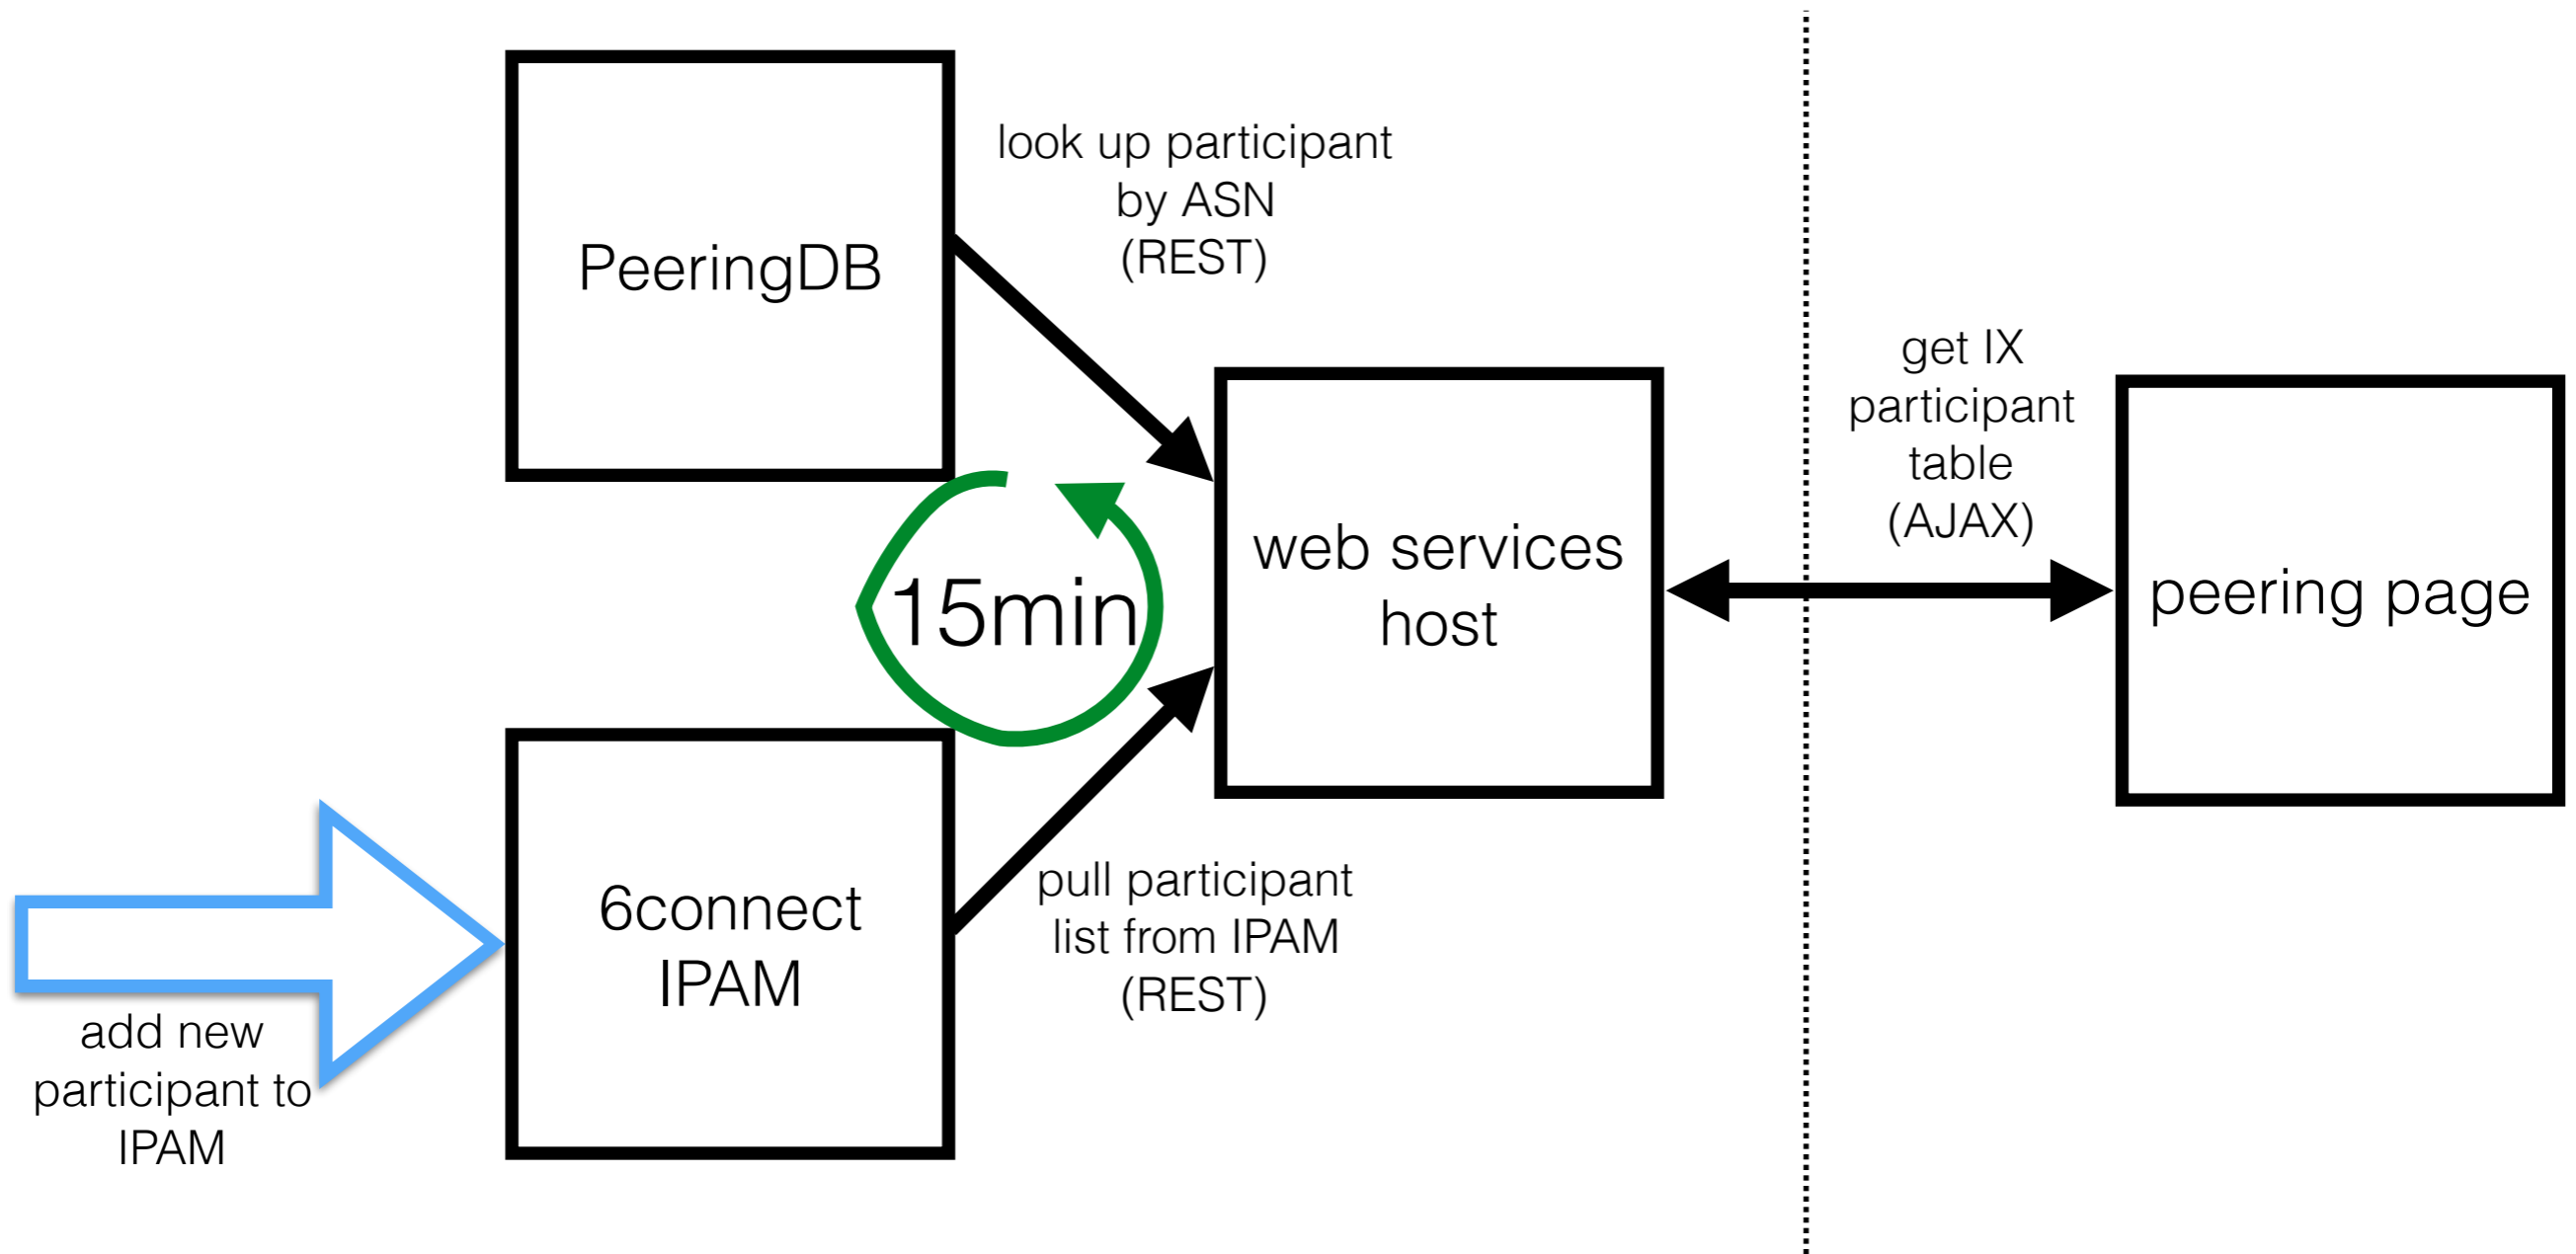 PeeringDB
look up participant
by ASN
(REST)
15min
web services
host
get IX
participant
table
(AJAX)
peering page
6connect
IPAM
pull participant
list from IPAM
(REST)
add new
participant to
IPAM